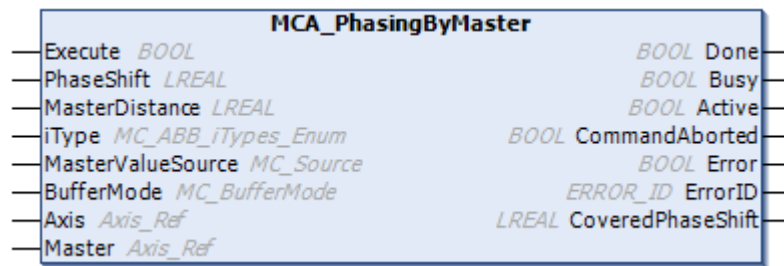 MCA_PhasingByMaster
Execute BOOL BOOL Done
PhaseShift LREAL BOOL Busy
MasterDistance LREAL BOOL Active
iType MC_ABB_iTypes_Enum BOOL CommandAborted
MasterValueSource MC_Source BOOL Error
BufferMode MC_BufferMode ERROR_ID ErrorID
Axis Axis_Ref LREAL CoveredPhaseShift
Master Axis_Ref